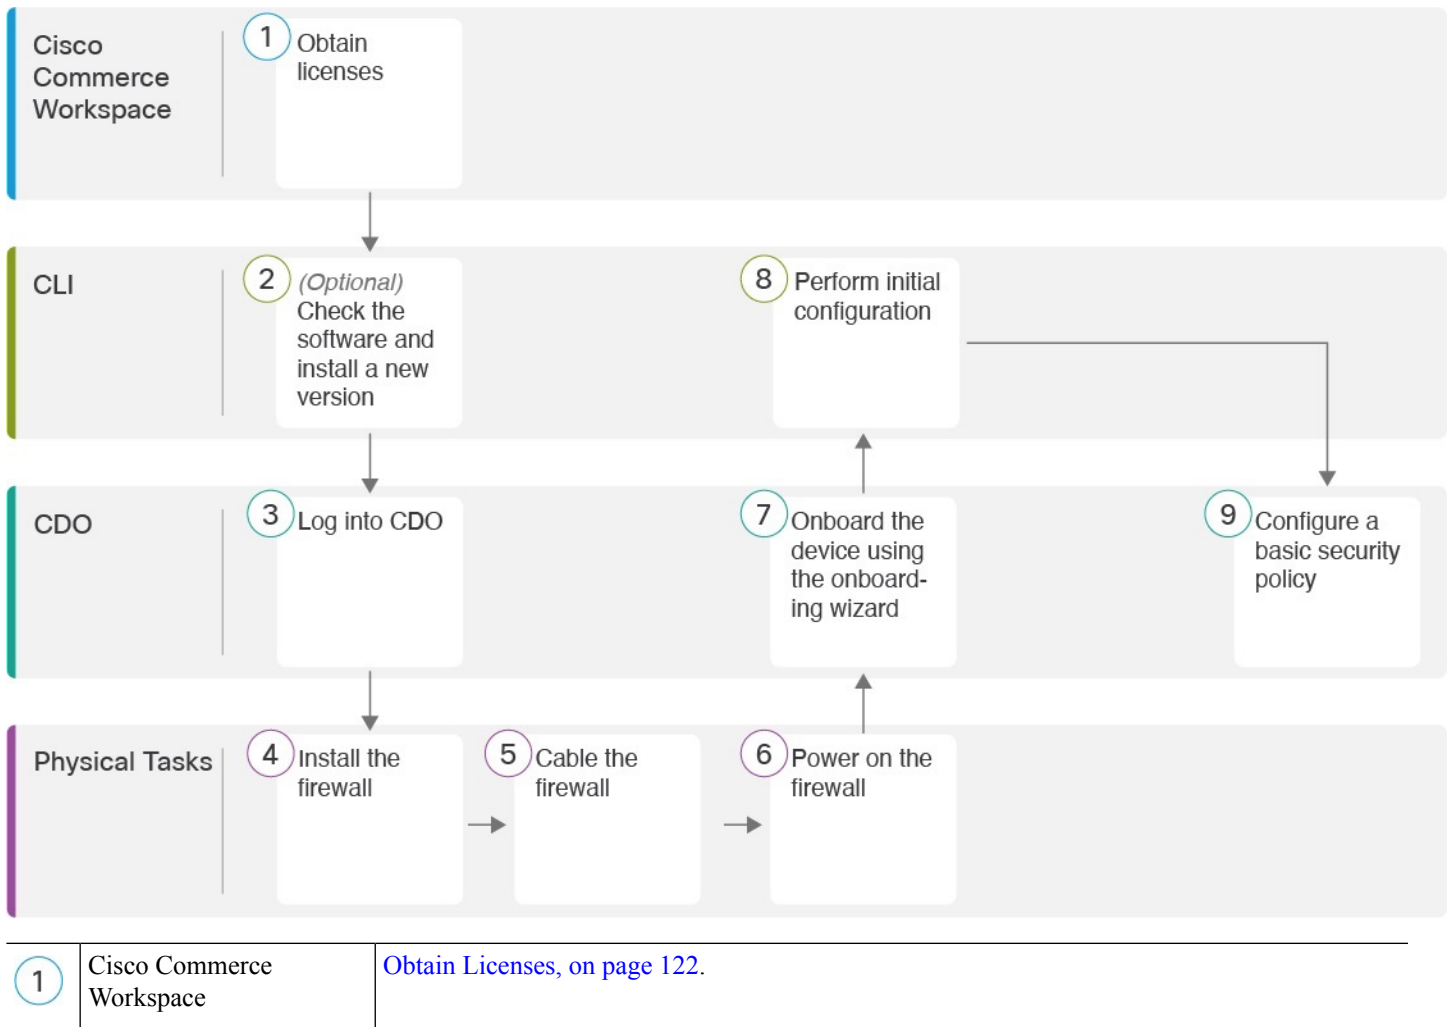 Cisco
Commerce
Workspace
1
Obtain
licenses
CLI
2
(Optional)
Check the
software and
install a new
version
8
Perform initial
configuration
CDO
3
Log into CDO
7
Onboard the
device using
the onboard-
ing wizard
9
Configure a
basic security
policy
Physical Tasks
4
Install the
firewall
5
Cable the
firewall
6
Power on the
firewall
1
Cisco Commerce
Workspace
Obtain Licenses, on page 122.